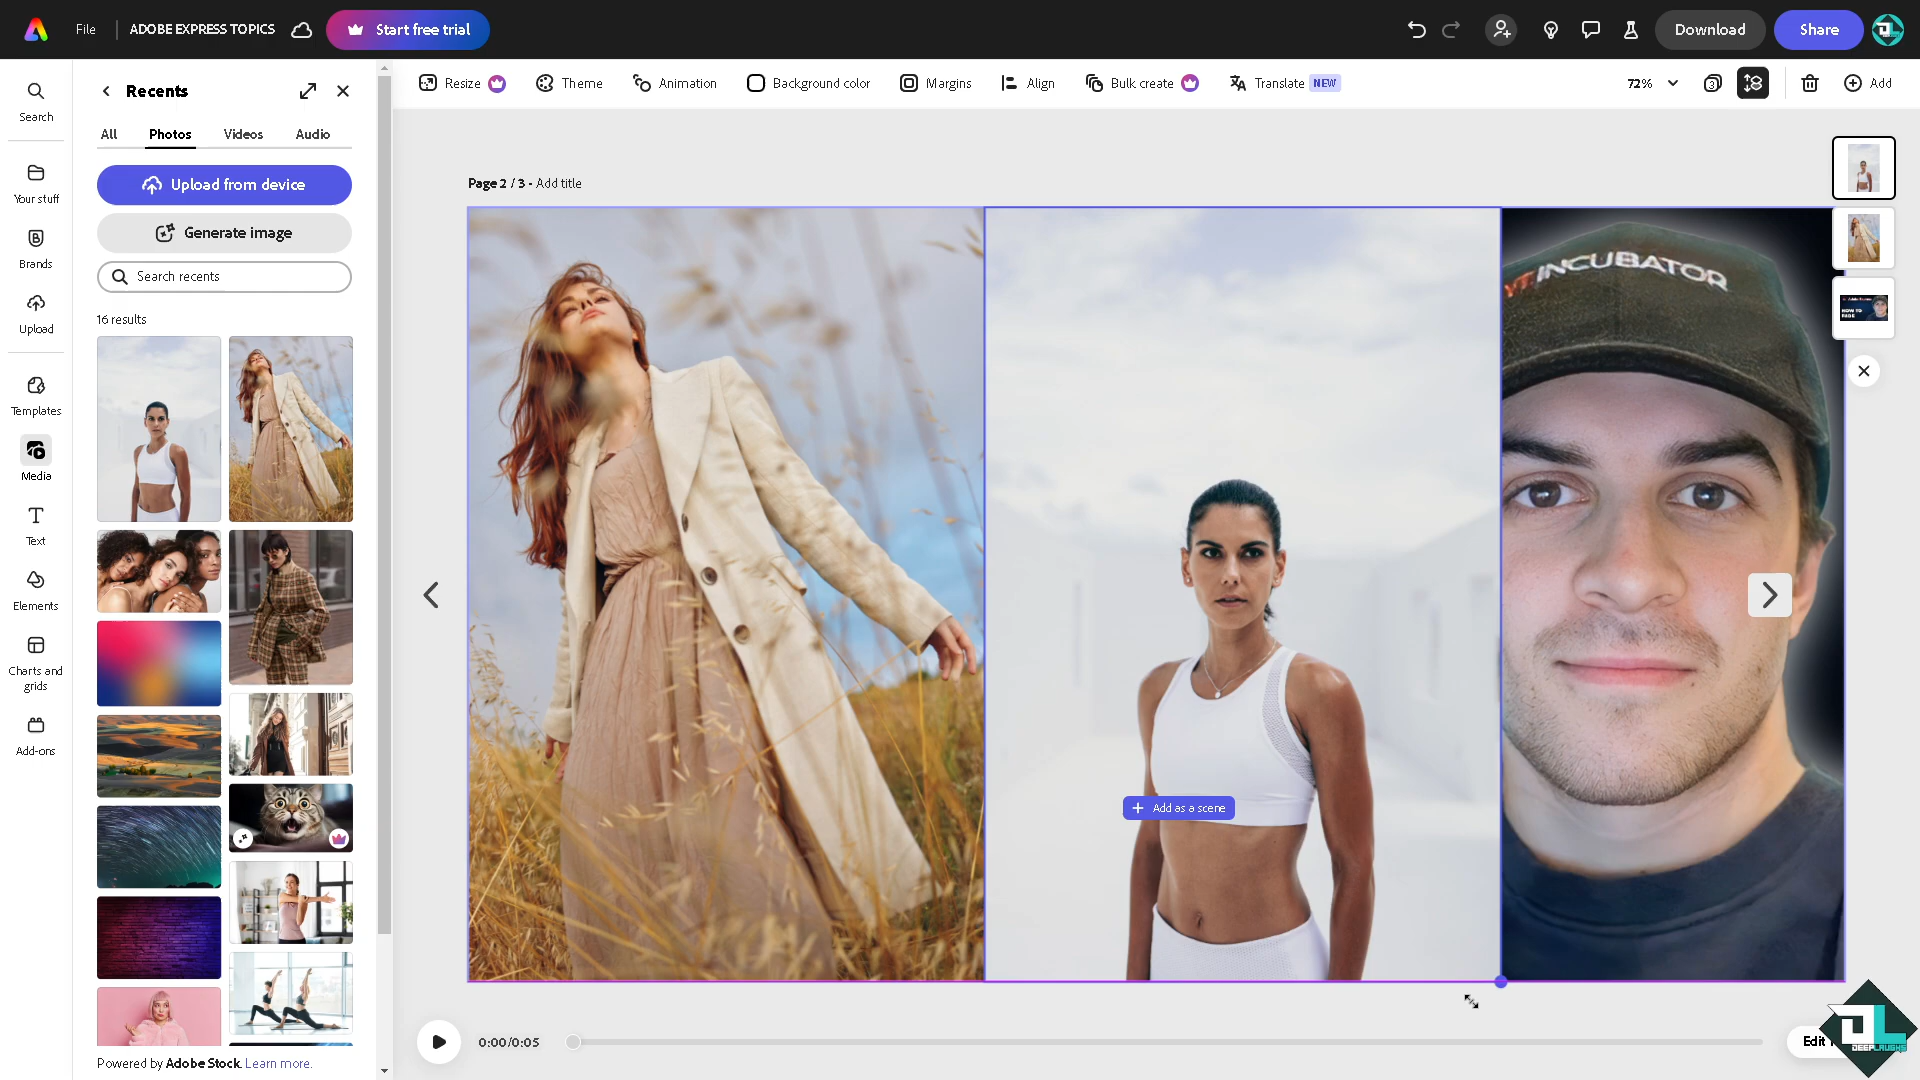 File
ADOBE EXPRESS TOPICS
Start free trial
Download
Share
Search
Your stuff
Brands
Upload
Templates
Media
Text
Elements
Charts and
grids
Add-ons
Recents
All
Photos
Videos
Audio
Upload from device
Generate image
Search recents
16 results
Powered by Adobe Stock. Learn more.
Resize
Theme
Animation
Background color
Margins
Align
Bulk create
Translate NEW
72%
3
Add
Page 2 / 3 - Add title
INCUBATOR
Add as a scene
0:00/0:05
Edit
DEEPLAUGHS